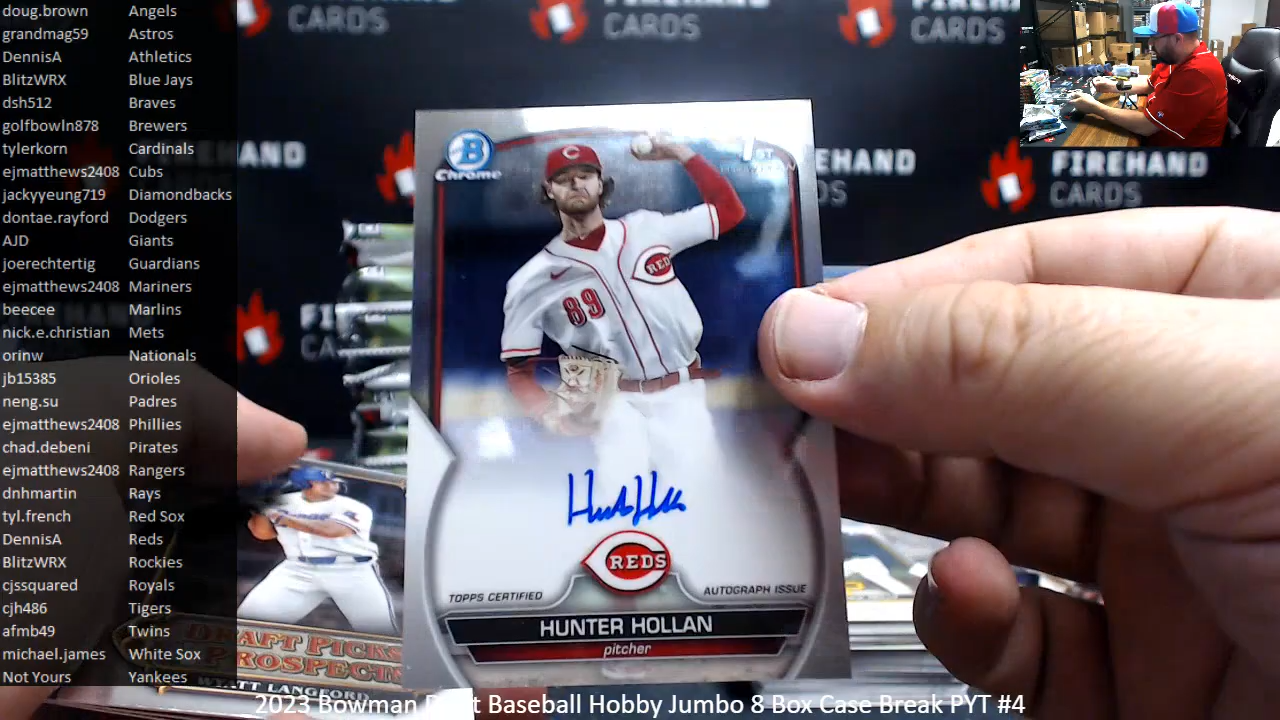 doug.brown Angels
grandmag59 Astros
DennisA Athletics
BlitzWRX Blue Jays
dsh512 Braves
golfbowln878 Brewers
tylerkorn Cardinals
ejmatthews2408 Cubs
jackyyeung719 Diamondbacks
dontae.rayford Dodgers
AJD Giants
joerechtertig Guardians
ejmatthews2408 Mariners
beecee Marlins
nick.e.christian Mets
orinw Nationals
jb15385 Orioles
neng.su Padres
ejmatthews2408 Phillies
chad.debeni Pirates
ejmatthews2408 Rangers
dnhmartin Rays
tyl.french Red Sox
DennisA Reds
BlitzWRX Rockies
cjssquared Royals
cjh486 Tigers
afmb49 Twins
michael.james White Sox
Not Yours Yankees
CARDS
CARDS
CARDS
FIREHAND
FIREHAND
CARDS
B
Chrome
1ST
C
REDS
89
Hunter Hollan
REDS
TOPPS CERTIFIED
AUTOGRAPH ISSUE
HUNTER HOLLAN
pitcher
DRAFT PICKS
PROSPECTS
WYATT LANGFORD
2023 Bowman Draft Baseball Hobby Jumbo 8 Box Case Break PYT #4